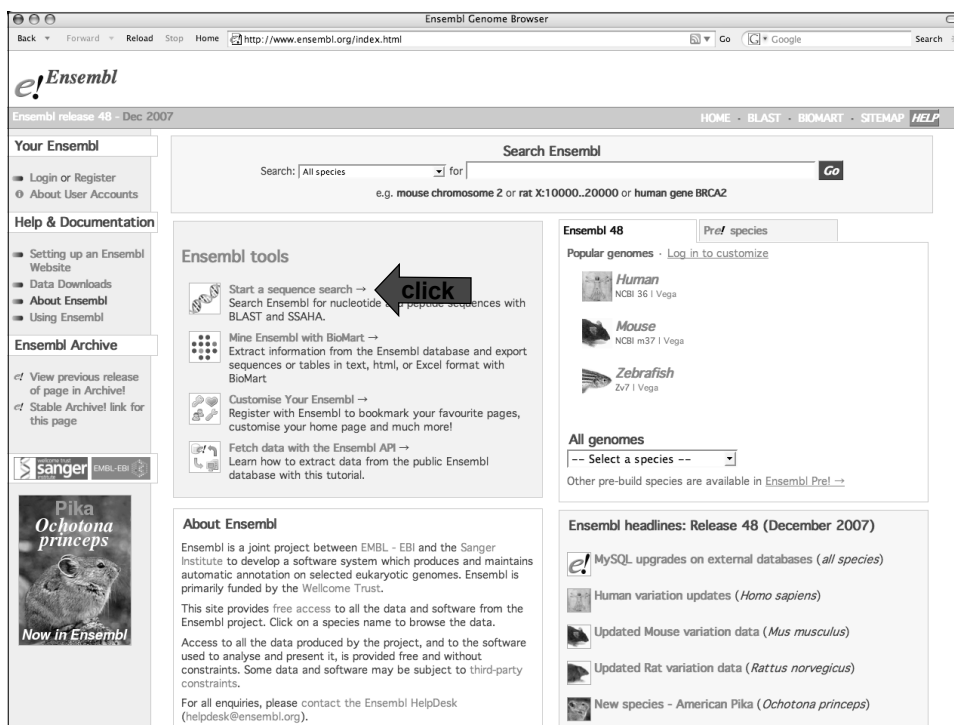 Ensembl Genome Browser
Back Forward Reload Stop Home http://www.ensembl.org/index.html Go G Google Search
e! Ensembl
Ensembl release 48 - Dec 2007 HOME · BLAST · BIOMART · SITEMAP HELP
Your Ensembl
Login or Register
About User Accounts
Help & Documentation
Setting up an Ensembl
Website
Data Downloads
About Ensembl
Using Ensembl
Ensembl Archive
e! View previous release
of page in Archive!
e! Stable Archive! link for
this page
wellcome trust
sanger
institute
EMBL-EBI
Pika
Ochotona
princeps
Now in Ensembl
Search Ensembl
Search: All species for Go
e.g. mouse chromosome 2 or rat X:10000..20000 or human gene BRCA2
Ensembl tools
Start a sequence search → click
Search Ensembl for nucleotide and peptide sequences with
BLAST and SSAHA.
Mine Ensembl with BioMart →
Extract information from the Ensembl database and export
sequences or tables in text, html, or Excel format with
BioMart
Customise Your Ensembl →
Register with Ensembl to bookmark your favourite pages,
customise your home page and much more!
e! Fetch data with the Ensembl API →
Learn how to extract data from the public Ensembl
database with this tutorial.
Ensembl 48 Pre! species
Popular genomes · Log in to customize
Human
NCBI 36 | Vega
Mouse
NCBI m37 | Vega
Zebrafish
Zv7 | Vega
All genomes
-- Select a species --
Other pre-build species are available in Ensembl Pre! →
About Ensembl
Ensembl is a joint project between EMBL - EBI and the Sanger
Institute to develop a software system which produces and maintains
automatic annotation on selected eukaryotic genomes. Ensembl is
primarily funded by the Wellcome Trust.
This site provides free access to all the data and software from the
Ensembl project. Click on a species name to browse the data.
Access to all the data produced by the project, and to the software
used to analyse and present it, is provided free and without
constraints. Some data and software may be subject to third-party
constraints.
For all enquiries, please contact the Ensembl HelpDesk
(helpdesk@ensembl.org).
Ensembl headlines: Release 48 (December 2007)
e! MySQL upgrades on external databases (all species)
Human variation updates (Homo sapiens)
Updated Mouse variation data (Mus musculus)
Updated Rat variation data (Rattus norvegicus)
New species - American Pika (Ochotona princeps)